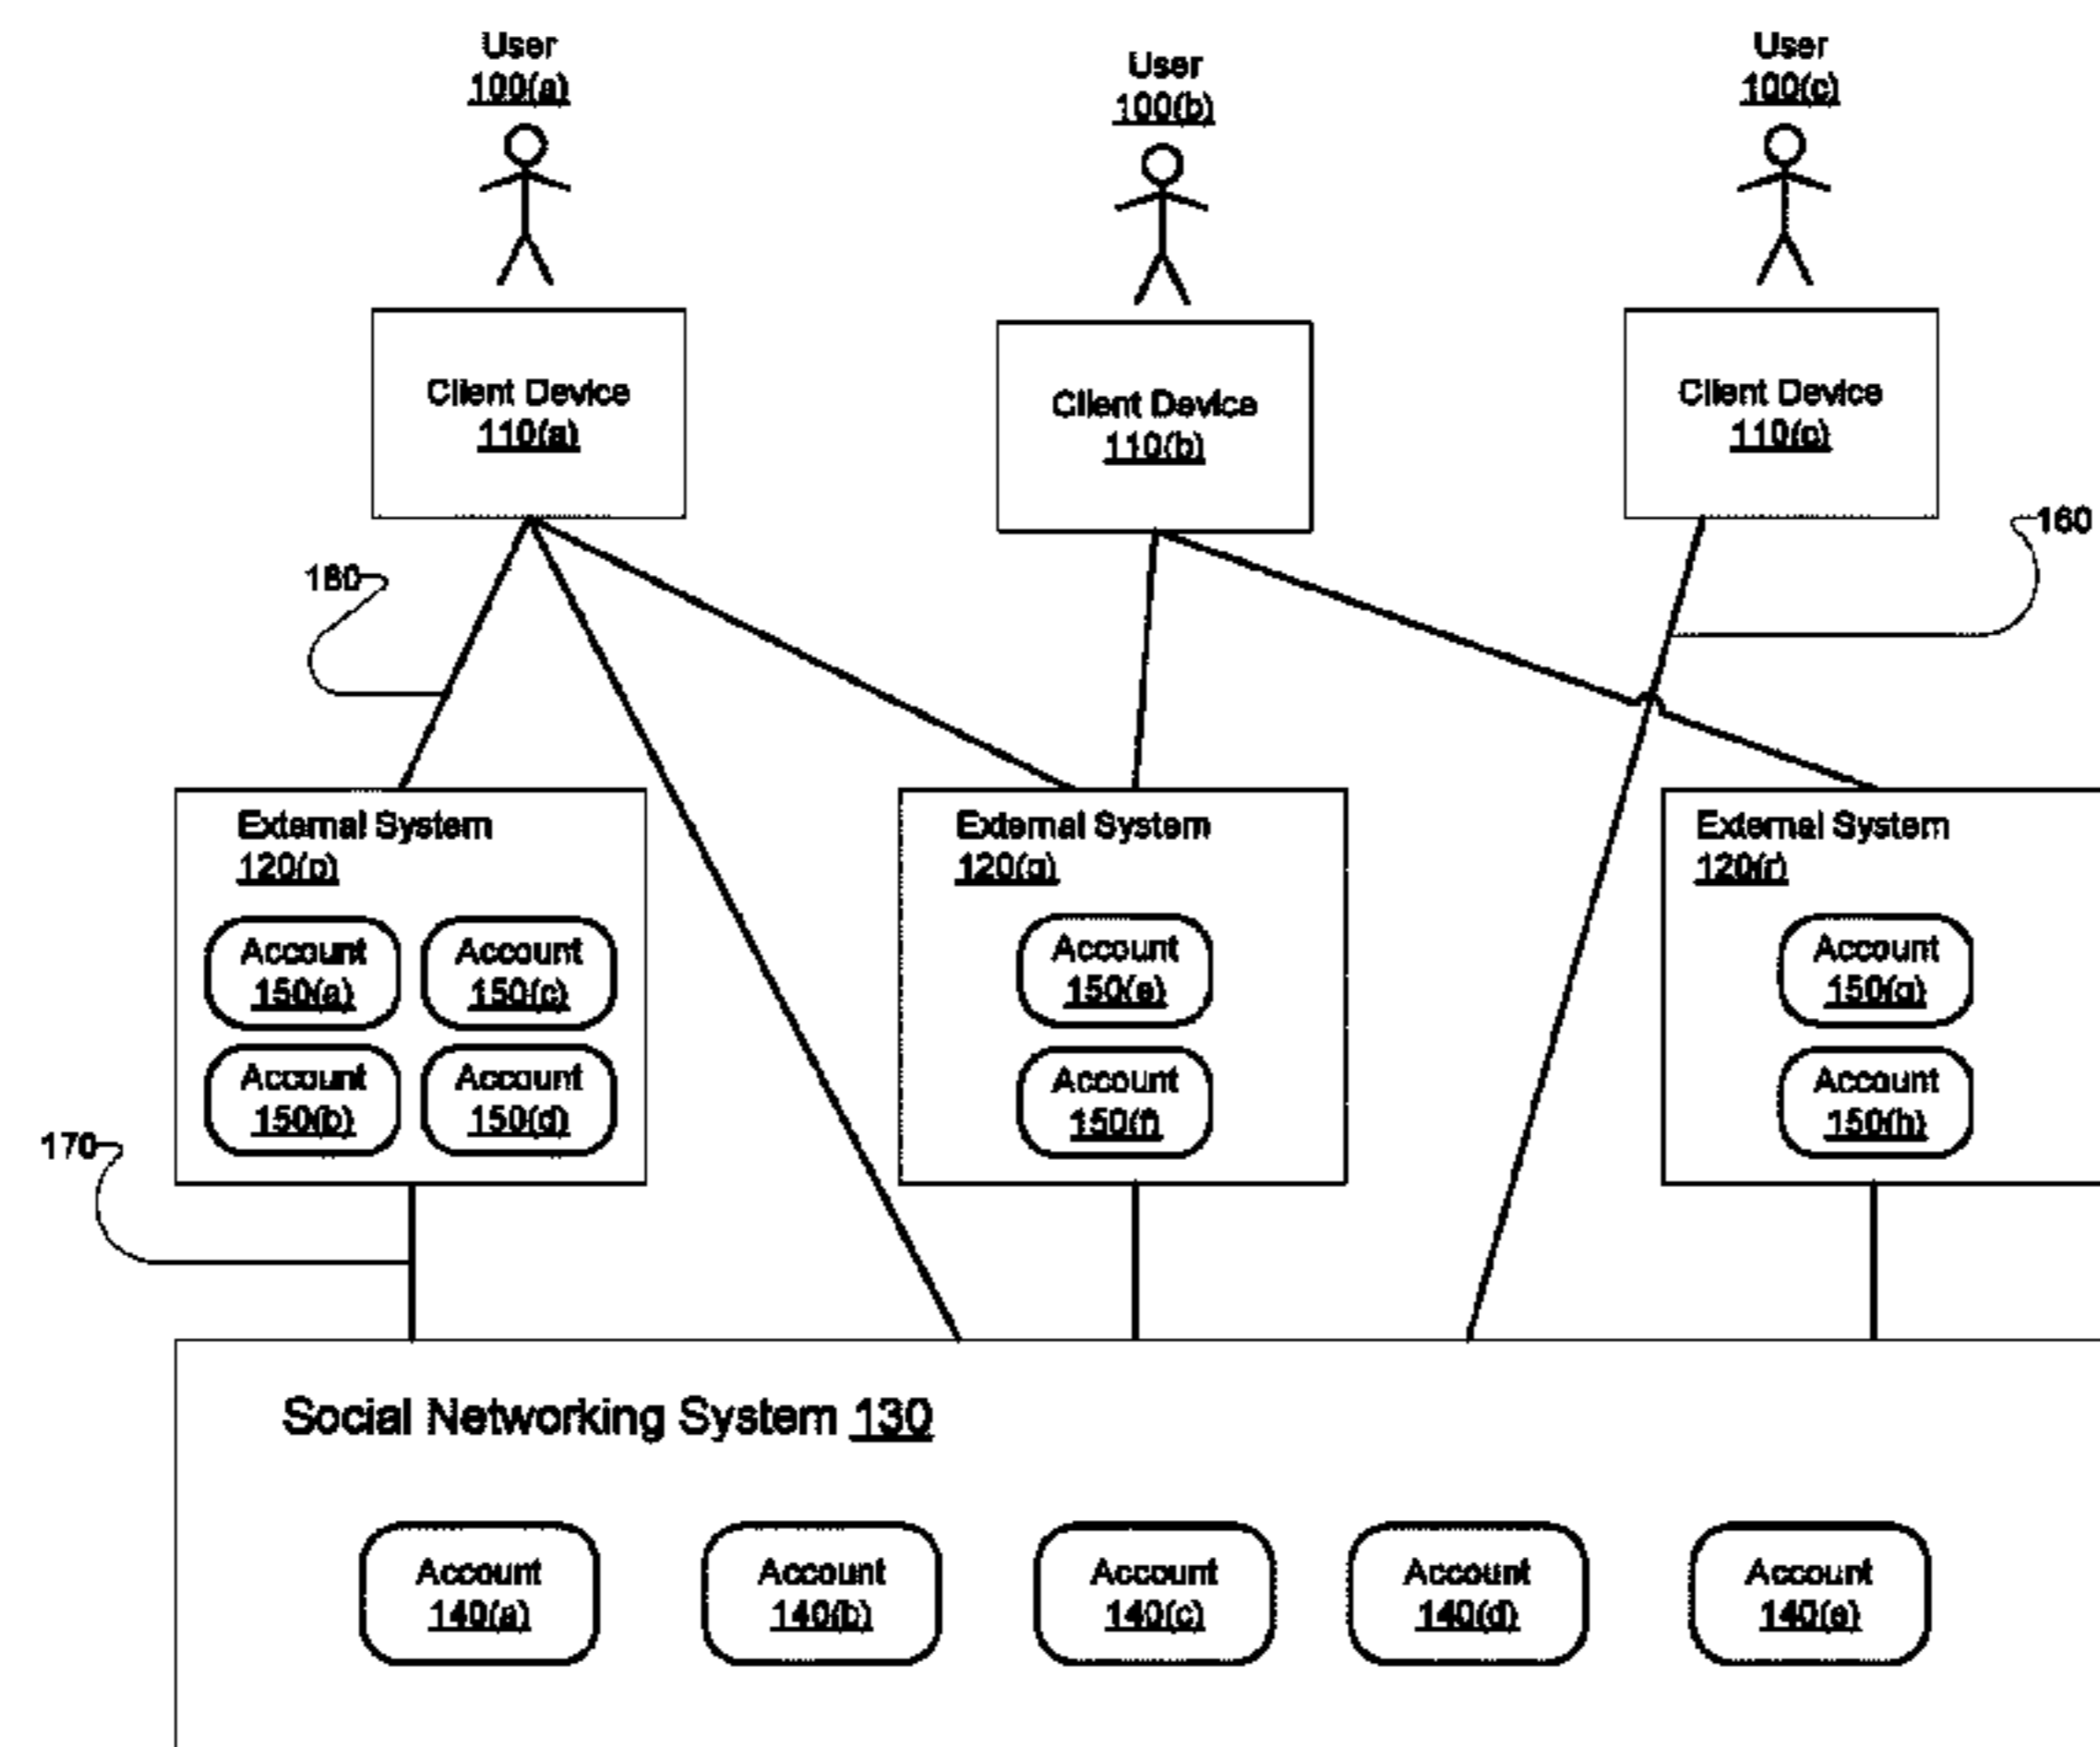 User
100(a)
User
100(b)
User
100(c)
Client Device
110(a)
Client Device
110(b)
Client Device
110(c)
160
180
External System
120(p)
External System
120(q)
External System
120(r)
Account
150(a)
Account
150(c)
Account
150(e)
Account
150(g)
Account
150(b)
Account
150(d)
Account
150(f)
Account
150(h)
170
Social Networking System 130
Account
140(a)
Account
140(b)
Account
140(c)
Account
140(d)
Account
140(e)